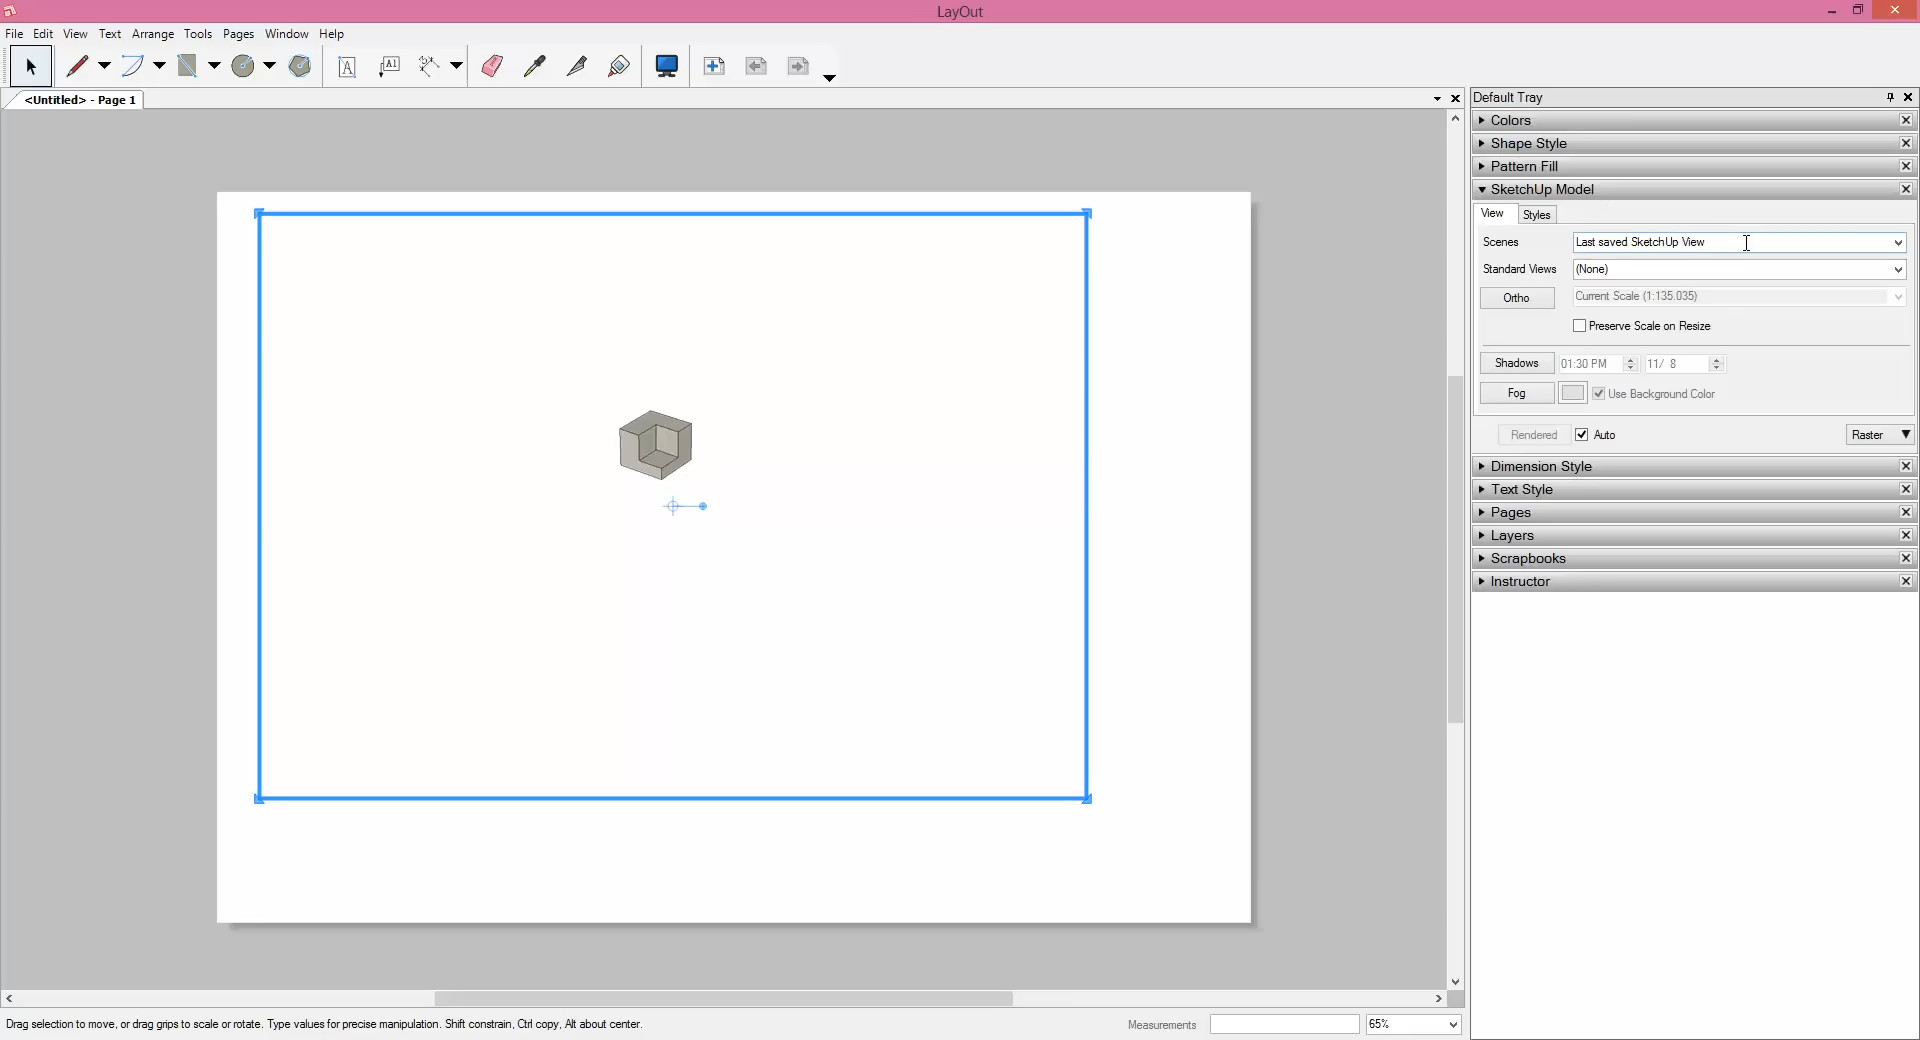 LayOut
File Edit View Text Arrange Tools Pages Window Help
A A1
<Untitled> - Page 1
Default Tray
Colors
Shape Style
Pattern Fill
SketchUp Model
View Styles
Scenes Last saved SketchUp View
Standard Views (None)
Ortho Current Scale (1:135.035)
Preserve Scale on Resize
Shadows 01:30 PM 11/ 8
Fog Use Background Color
Rendered Auto Raster
Dimension Style
Text Style
Pages
Layers
Scrapbooks
Instructor
Drag selection to move, or drag grips to scale or rotate. Type values for precise manipulation. Shift constrain, Ctrl copy, Alt about center. Measurements 65%